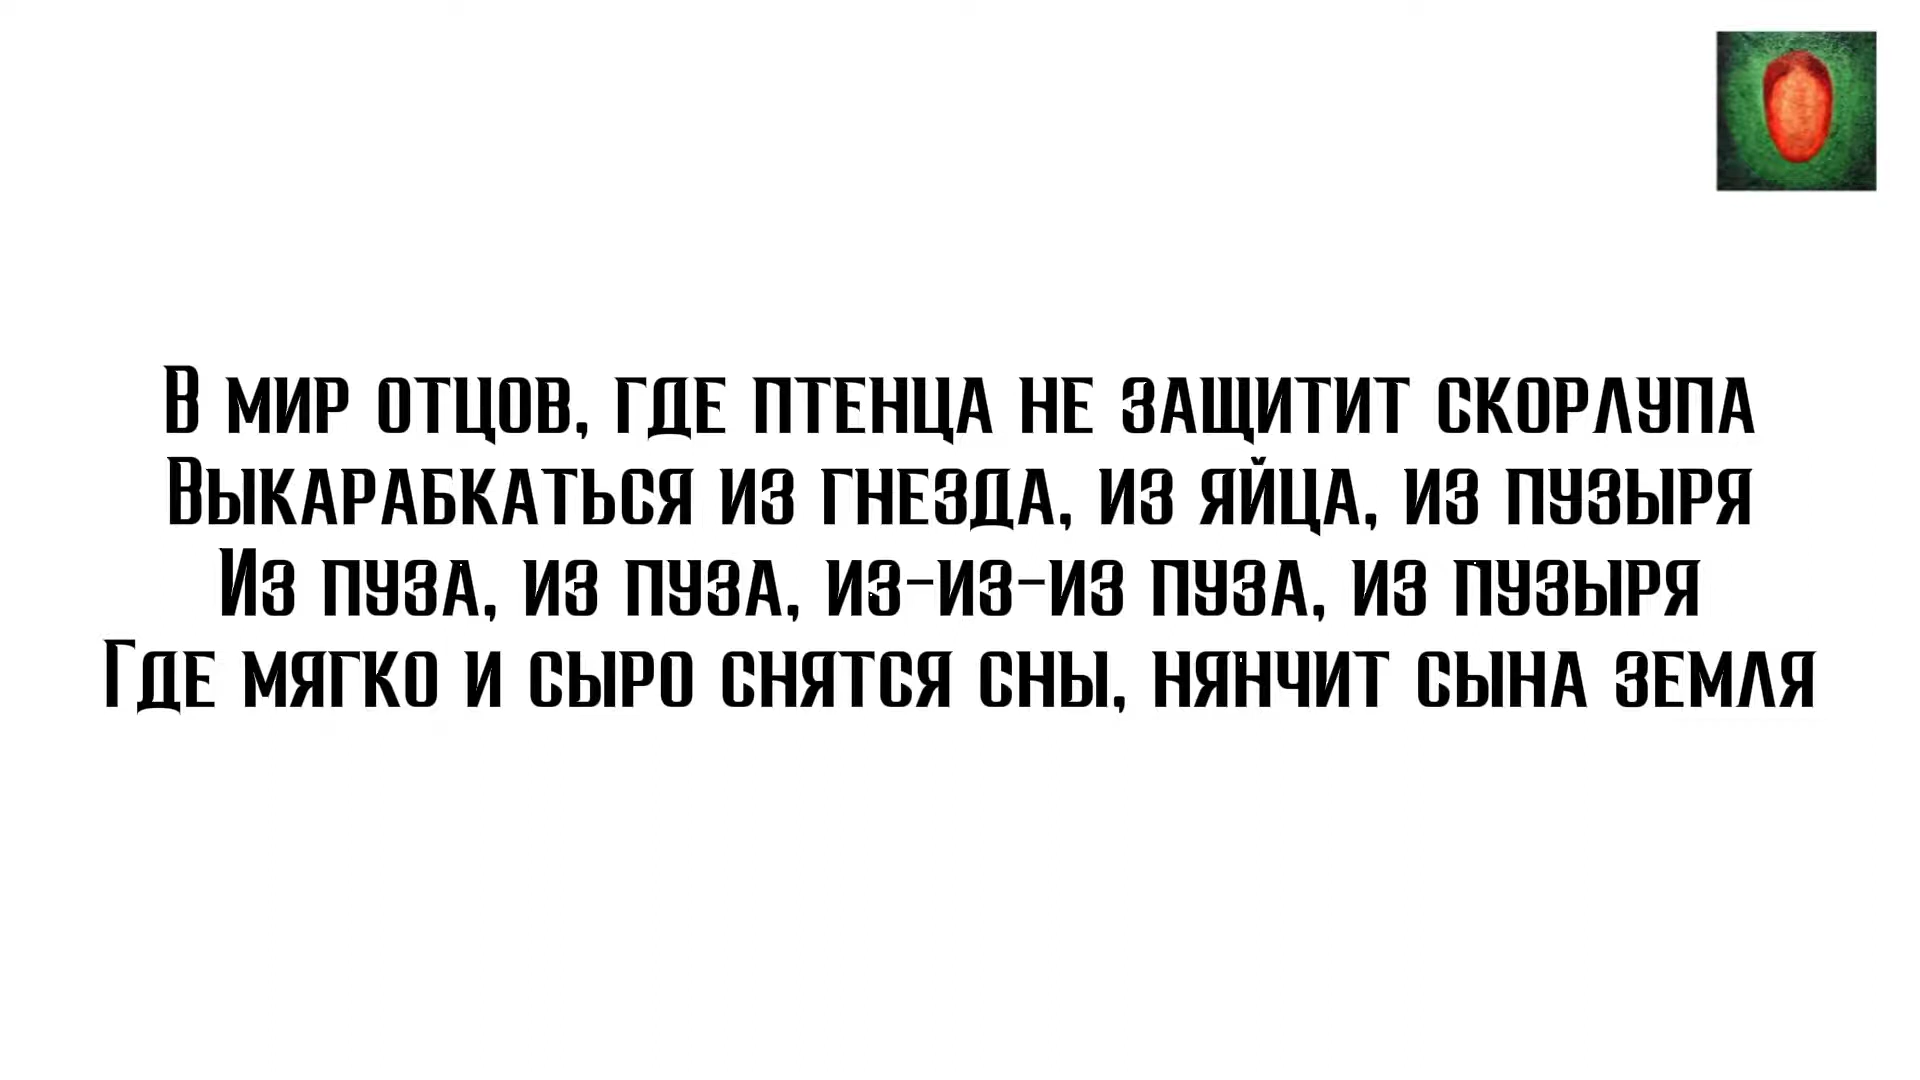 В мир отцов, где птенца не защитит скорлупа
Выкарабкаться из гнезда, из яйца, из пузыря
Из пуза, из пуза, из-из-из пуза, из пузыря
Где мягко и сыро снятся сны, нянчит сына земля